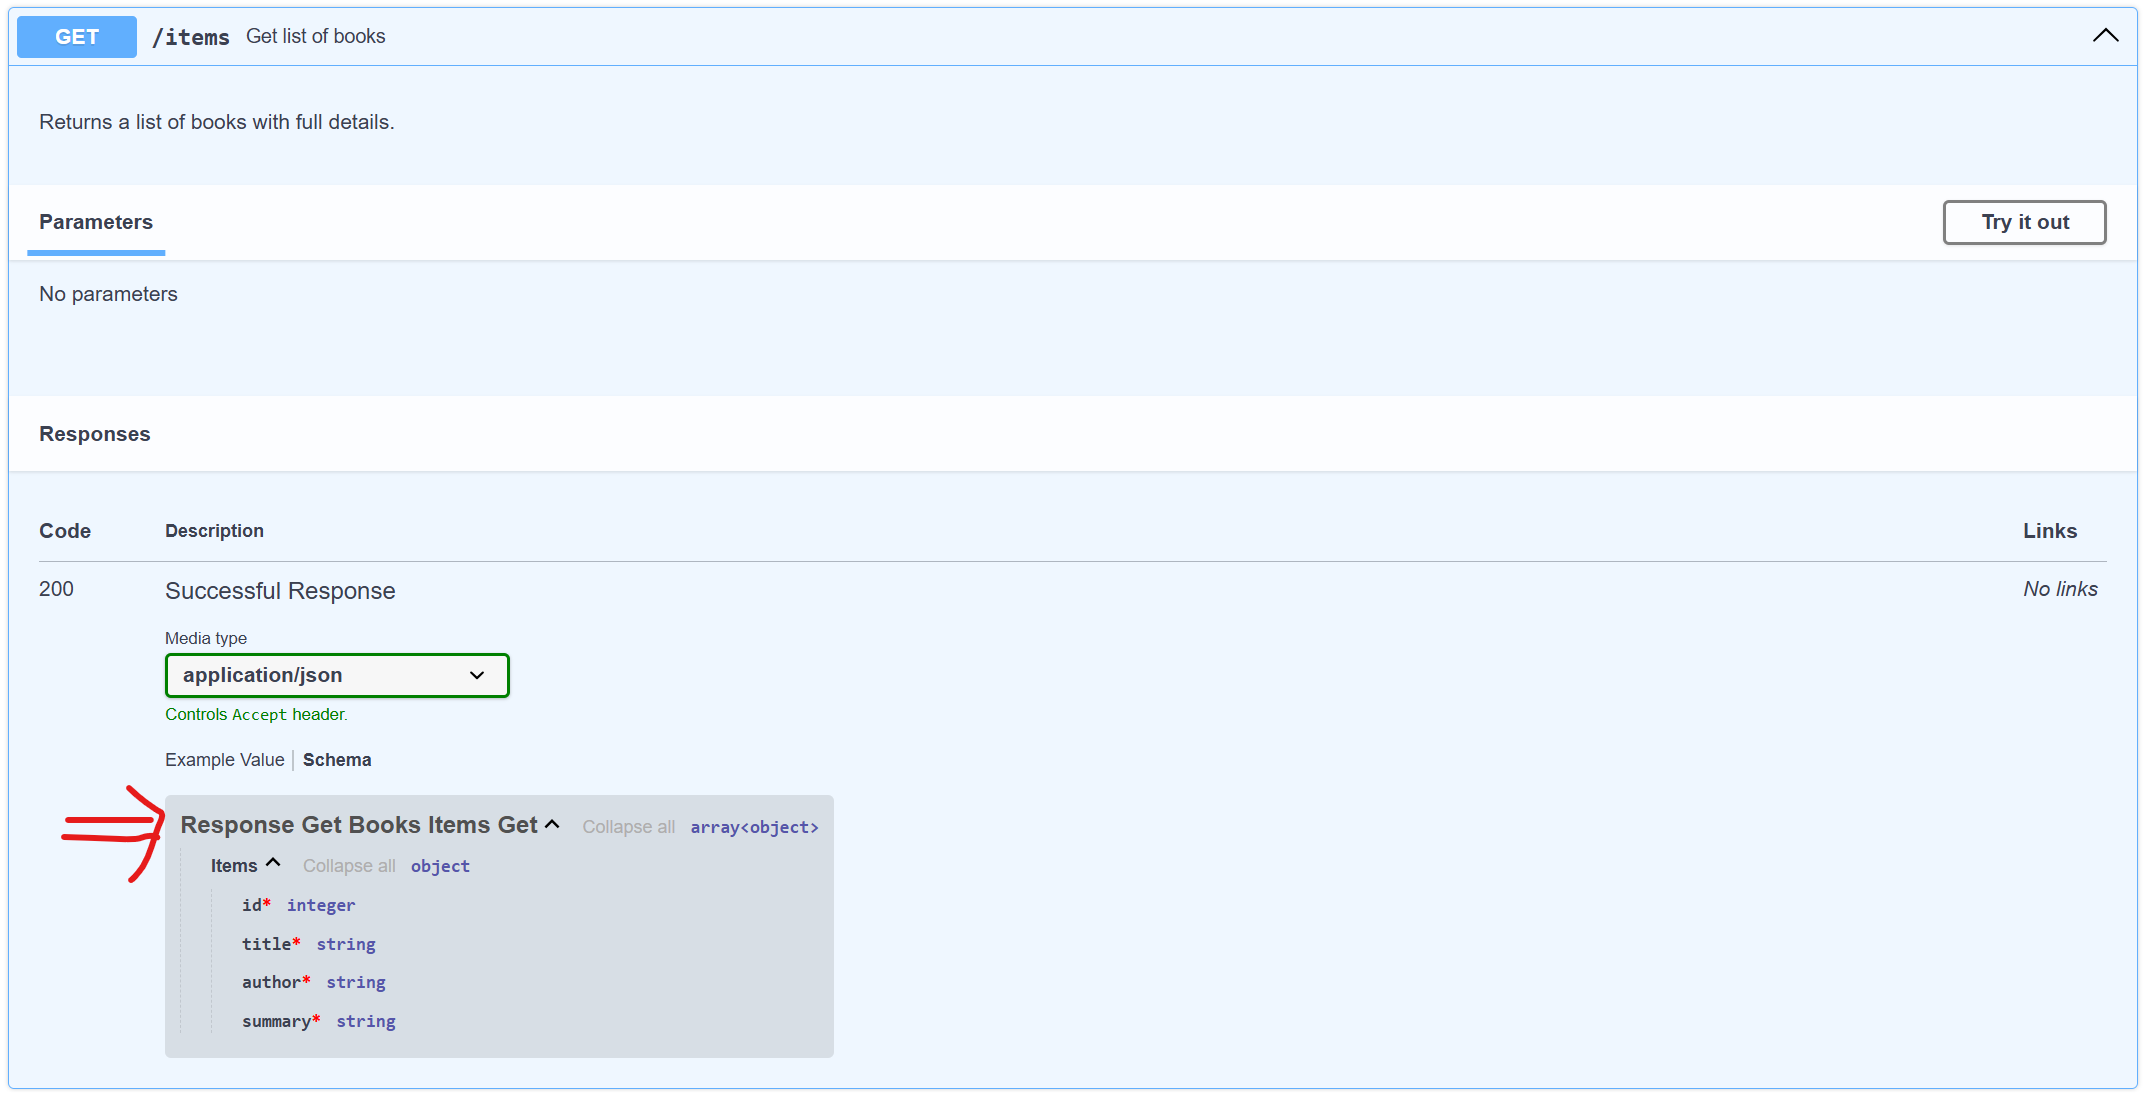 GET /items Get list of books
Returns a list of books with full details.
Parameters Try it out
No parameters
Responses
Code Description Links
200 Successful Response No links
Media type
application/json
Controls Accept header.
Example Value Schema
Response Get Books Items Get Collapse all array<object>
Items Collapse all object
id* integer
title* string
author* string
summary* string